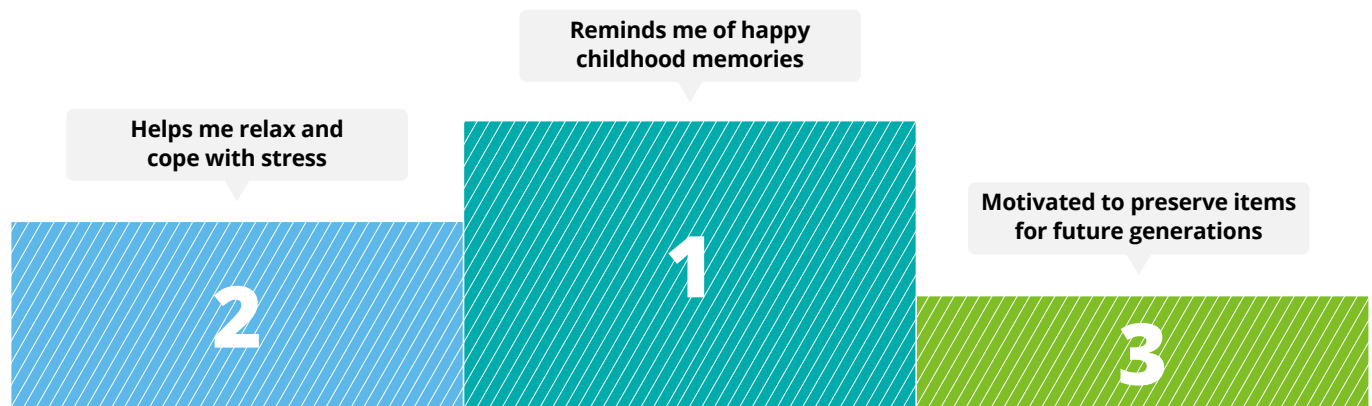 Reminds me of happy
childhood memories
Helps me relax and
cope with stress
Motivated to preserve items
for future generations
1
2
3